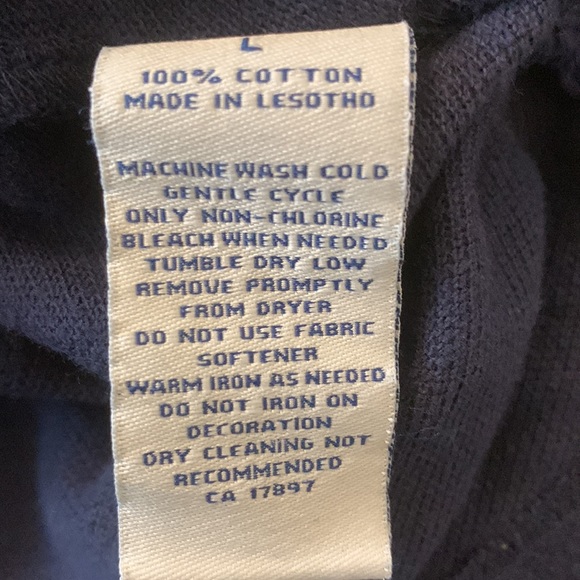 L
100% COTTON
MADE IN LESOTHO
MACHINE WASH COLD
GENTLE CYCLE
ONLY NON-CHLORINE
BLEACH WHEN NEEDED
TUMBLE DRY LOW
REMOVE PROMPTLY
FROM DRYER
DO NOT USE FABRIC
SOFTENER
WARM IRON AS NEEDED
DO NOT IRON ON
DECORATION
DRY CLEANING NOT
RECOMMENDED
CA 17897